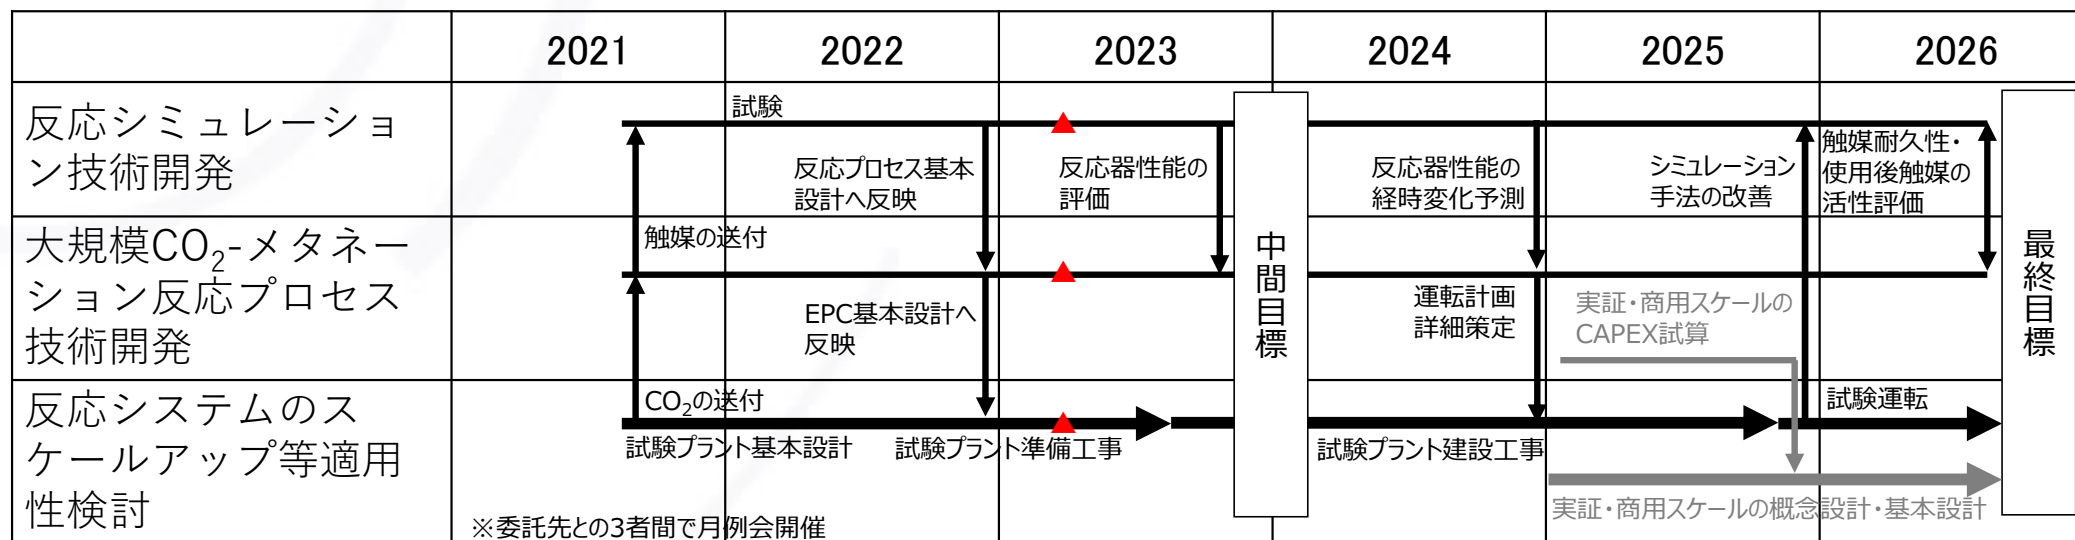 2021
2022
2023
2024
2025
2026
反応シミュレーショ
ン技術開発
試験
反応プロセス基本
設計へ反映
反応器性能の
評価
反応器性能の
経時変化予測
シミュレーション
手法の改善
触媒耐久性・
使用後触媒の
活性評価
大規模CO₂-メタネー
ション反応プロセス
技術開発
触媒の送付
EPC基本設計へ
反映
運転計画
詳細策定
実証・商用スケールの
CAPEX試算
中間目標
最終目標
反応システムのス
ケールアップ等適用
性検討
CO₂の送付
試験プラント基本設計
試験プラント準備工事
試験プラント建設工事
試験運転
実証・商用スケールの概念設計・基本設計
※委託先との3者間で月例会開催